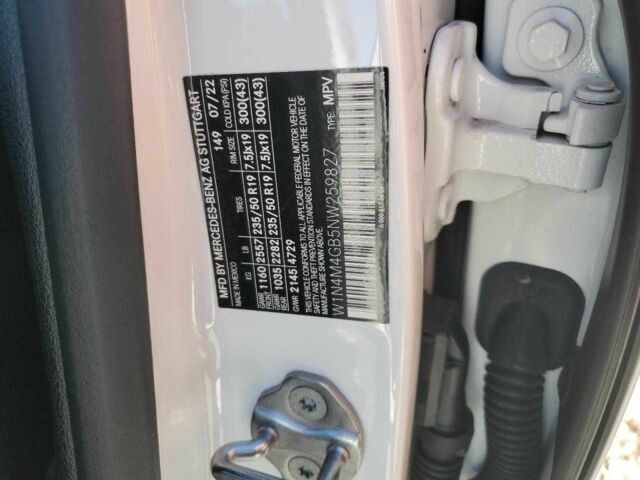 MFD BY MERCEDES-BENZ AG STUTTGART
MADE IN MEXICO 149 07/22
KG LB TIRES RIM SIZE COLD KPA (PSI)
GAWR FRONT 1160 2557 235/50 R19 7.5Jx19 300(43)
GAWR REAR 1035 2282 235/50 R19 7.5Jx19 300(43)
GVWR 2145 4729
THIS VEHICLE CONFORMS TO ALL APPLICABLE FEDERAL MOTOR VEHICLE
SAFETY AND THEFT PREVENTION STANDARDS IN EFFECT ON THE DATE OF
MANUFACTURE SHOWN ABOVE.
W1N4M4GB5NW259827 TYPE: MPV